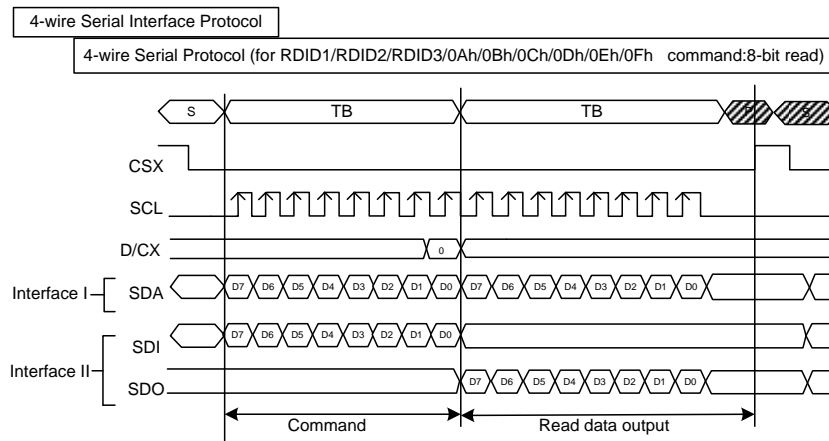 4-wire Serial Interface Protocol
4-wire Serial Protocol (for RDID1/RDID2/RDID3/0Ah/0Bh/0Ch/0Dh/0Eh/0Fh command:8-bit read)
S TB TB P S
CSX
SCL
D/CX 0
Interface I SDA D7 D6 D5 D4 D3 D2 D1 D0 D7 D6 D5 D4 D3 D2 D1 D0
SDI D7 D6 D5 D4 D3 D2 D1 D0
Interface II
SDO D7 D6 D5 D4 D3 D2 D1 D0
Command Read data output